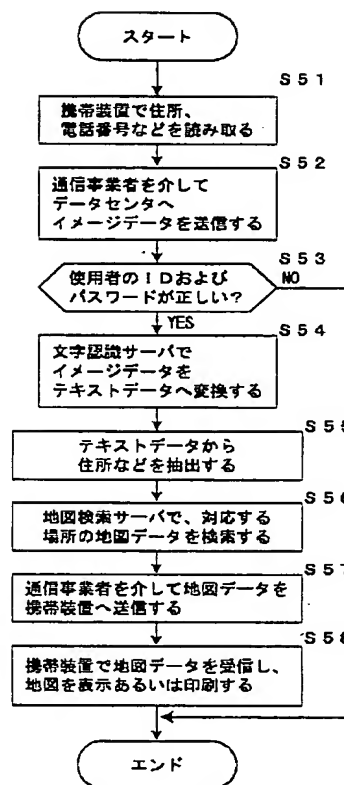 スタート
S51
携帯装置で住所、
電話番号などを読み取る
S52
通信事業者を介して
データセンタへ
イメージデータを送信する
S53
使用者のIDおよび
パスワードが正しい?
NO
YES
S54
文字認識サーバで
イメージデータを
テキストデータへ変換する
S55
テキストデータから
住所などを抽出する
S56
地図検索サーバで、対応する
場所の地図データを検索する
S57
通信事業者を介して地図データを
携帯装置へ送信する
S58
携帯装置で地図データを受信し、
地図を表示あるいは印刷する
エンド